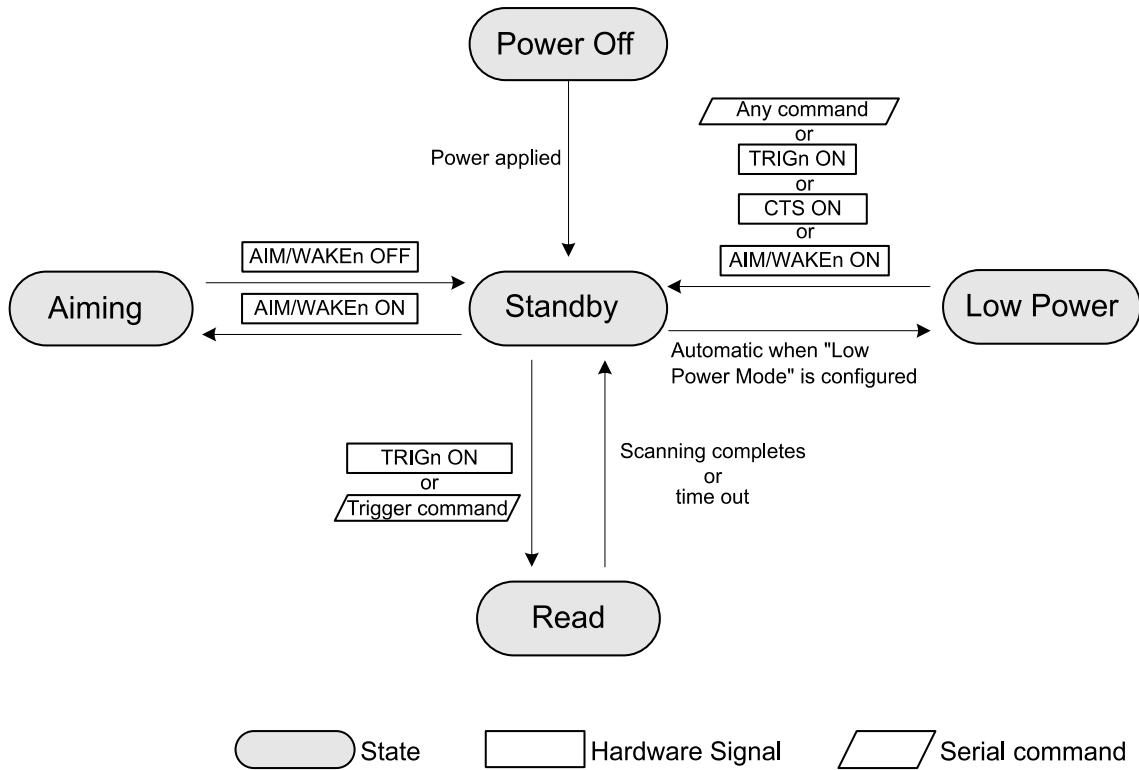 Power Off
Power applied
Any command
or
TRIGn ON
or
CTS ON
or
AIM/WAKEn ON
AIM/WAKEn OFF
AIM/WAKEn ON
Aiming
Standby
Low Power
Automatic when "Low
Power Mode" is configured
TRIGn ON
or
Trigger command
Scanning completes
or
time out
Read
State
Hardware Signal
Serial command